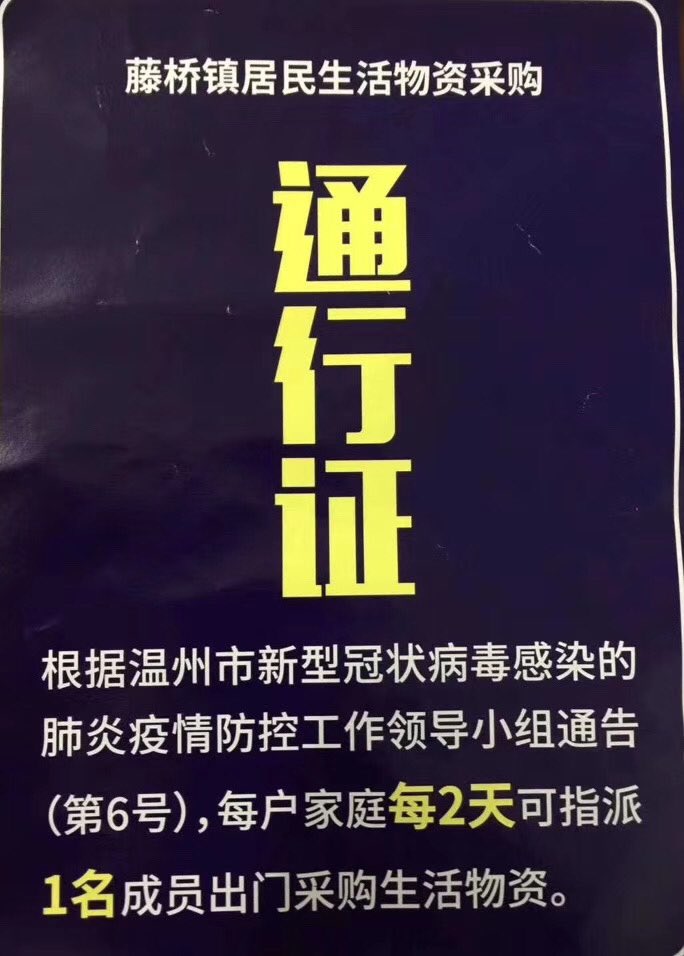 藤桥镇居民生活物资采购
通行证
根据温州市新型冠状病毒感染的
肺炎疫情防控工作领导小组通告
（第6号），每户家庭每2天可指派
1名成员出门采购生活物资。